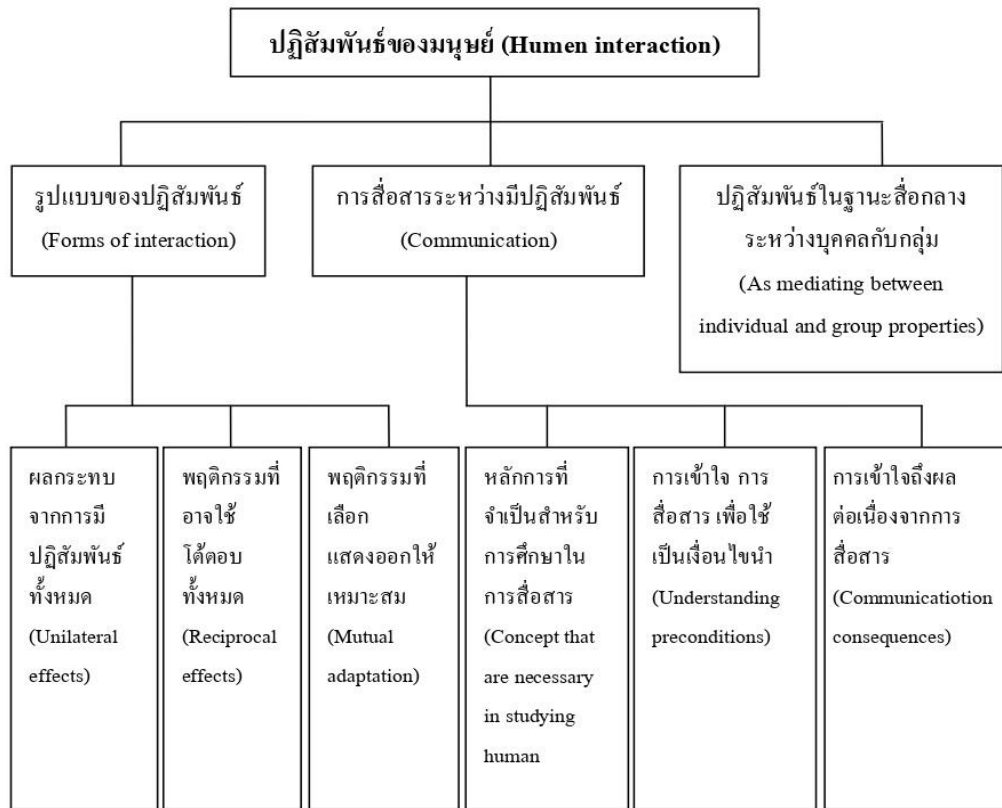 ปฏิสัมพันธ์ของมนุษย์ (Humen interaction)
รูปแบบของปฏิสัมพันธ์
(Forms of interaction)
การสื่อสารระหว่างมีปฏิสัมพันธ์
(Communication)
ปฏิสัมพันธ์ในฐานะสื่อกลาง
ระหว่างบุคคลกับกลุ่ม
(As mediating between
individual and group properties)
ผลกระทบ
จากการมี
ปฏิสัมพันธ์
ทั้งหมด
(Unilateral
effects)
พฤติกรรมที่
อาจใช้
โต้ตอบ
ทั้งหมด
(Reciprocal
effects)
พฤติกรรมที่
เลือก
แสดงออกให้
เหมาะสม
(Mutual
adaptation)
หลักการที่
จำเป็นสำหรับ
การศึกษาใน
การสื่อสาร
(Concept that
are necessary
in studying
human
การเข้าใจ การ
สื่อสาร เพื่อใช้
เป็นเงื่อนไขนำ
(Understanding
preconditions)
การเข้าใจถึงผล
ต่อเนื่องจากการ
สื่อสาร
(Communicatiotion
consequences)